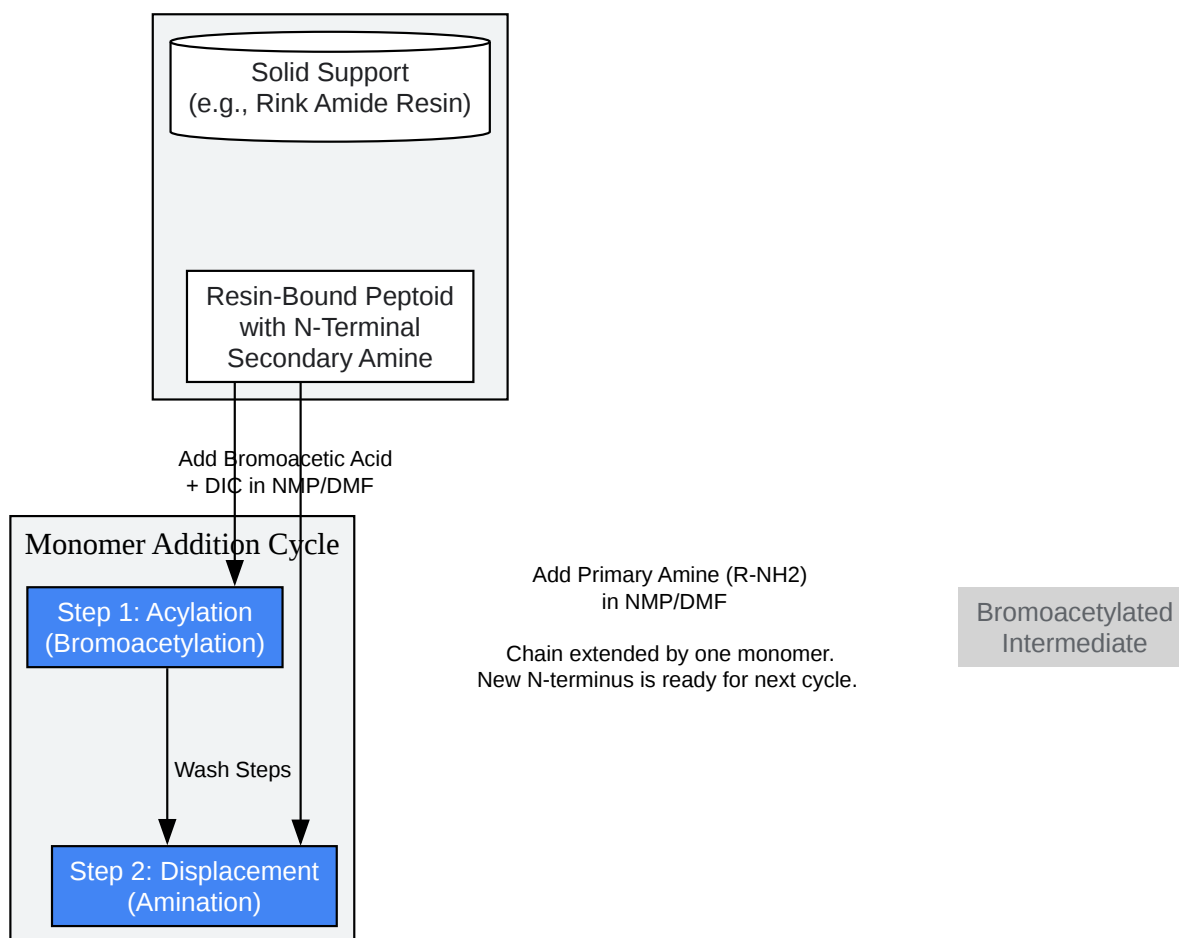 Solid Support
(e.g., Rink Amide Resin)
Resin-Bound Peptoid
with N-Terminal
Secondary Amine
Add Bromoacetic Acid
+ DIC in NMP/DMF
Monomer Addition Cycle
Step 1: Acylation
(Bromoacetylation)
Add Primary Amine (R-NH2)
in NMP/DMF
Chain extended by one monomer.
New N-terminus is ready for next cycle.
Bromoacetylated
Intermediate
Wash Steps
Step 2: Displacement
(Amination)